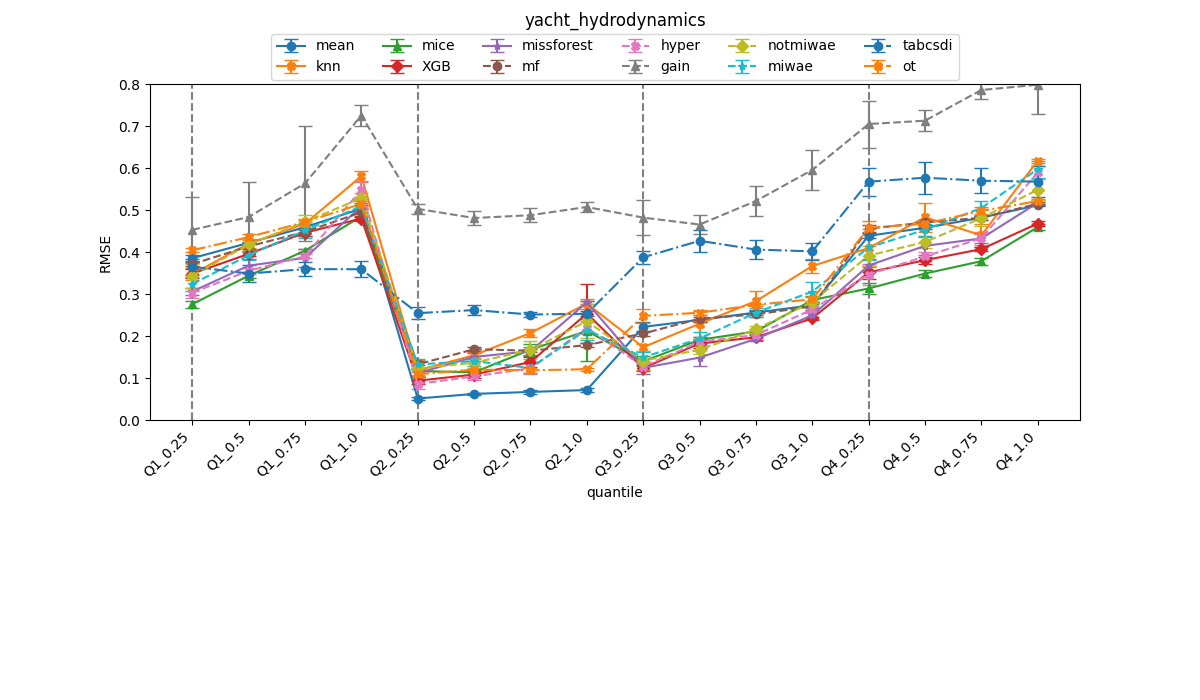 yacht_hydrodynamics
mean mice missforest hyper notmiwae tabcsdi
knn XGB mf gain miwae ot
0.8
0.7
0.6
0.5
0.4
0.3
0.2
0.1
0.0
RMSE
Q1_0.25 Q1_0.5 Q1_0.75 Q1_1.0 Q2_0.25 Q2_0.5 Q2_0.75 Q2_1.0 Q3_0.25 Q3_0.5 Q3_0.75 Q3_1.0 Q4_0.25 Q4_0.5 Q4_0.75 Q4_1.0
quantile